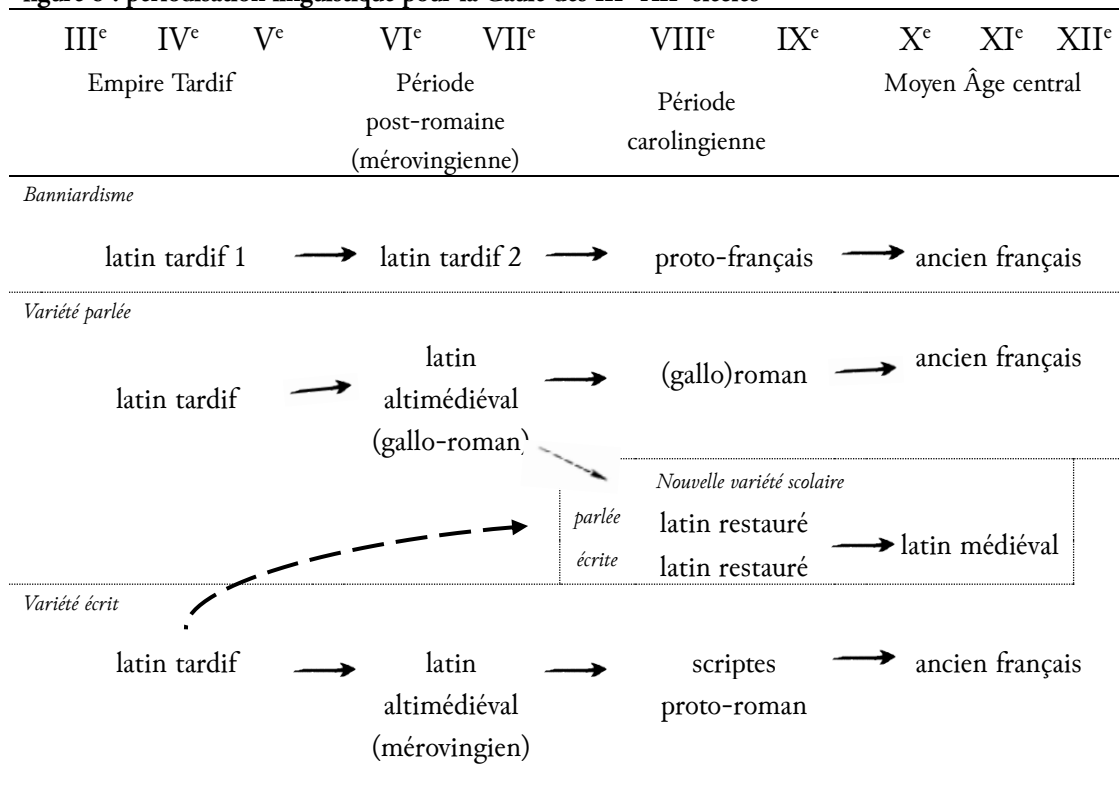 IIIe IVe Ve VIe VIIe VIIIe IXe Xe XIe XIIe
Empire Tardif
Période
post-romaine
(mérovingienne)
Période
carolingienne
Moyen Âge central
Banniardisme
latin tardif 1 latin tardif 2 proto-français ancien français
Variété parlée
latin tardif
latin
altimédiéval
(gallo-roman)
(gallo)roman
ancien français
Nouvelle variété scolaire
parlée latin restauré
écrite latin restauré
latin médiéval
Variété écrit
latin tardif
latin
altimédiéval
(mérovingien)
scriptes
proto-roman
ancien français